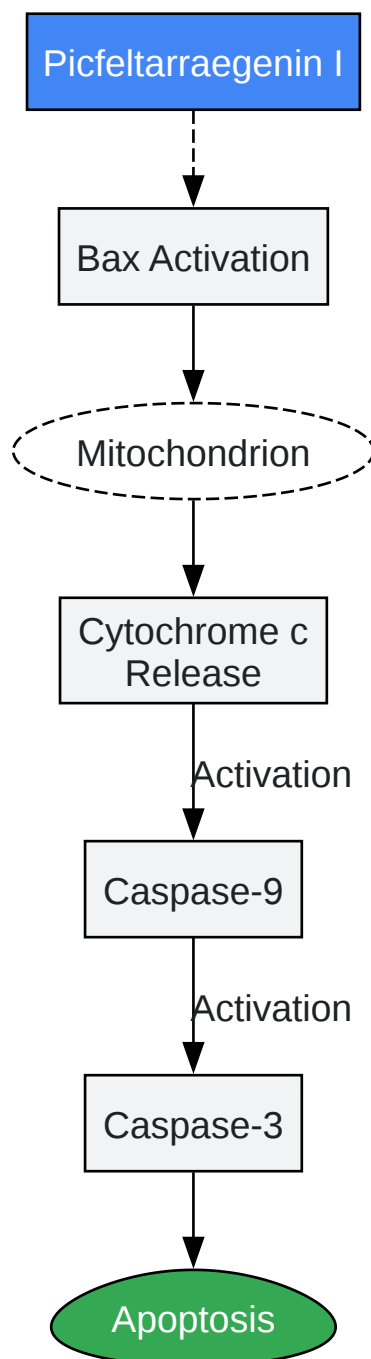 Picfeltarraegenin I
Bax Activation
Mitochondrion
Cytochrome c
Release
Activation
Caspase-9
Activation
Caspase-3
Apoptosis